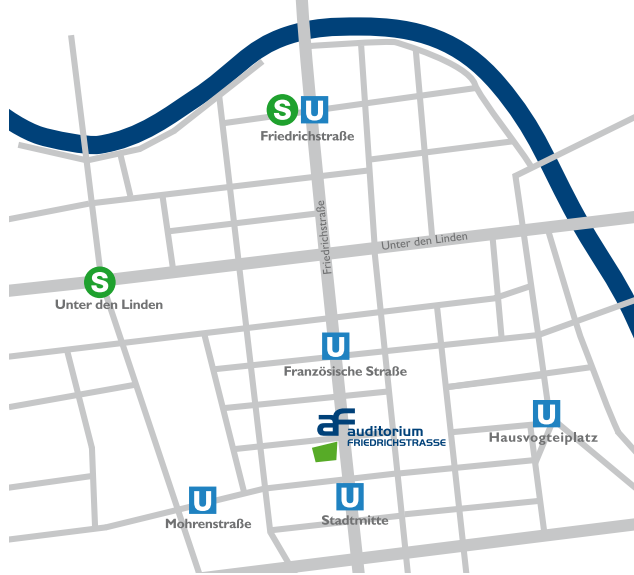 S U
Friedrichstraße
Friedrichstraße
Unter den Linden
S
Unter den Linden
U
Französische Straße
af auditorium
FRIEDRICHSTRASSE
U
Hausvogteiplatz
U
Mohrenstraße
U
Stadtmitte